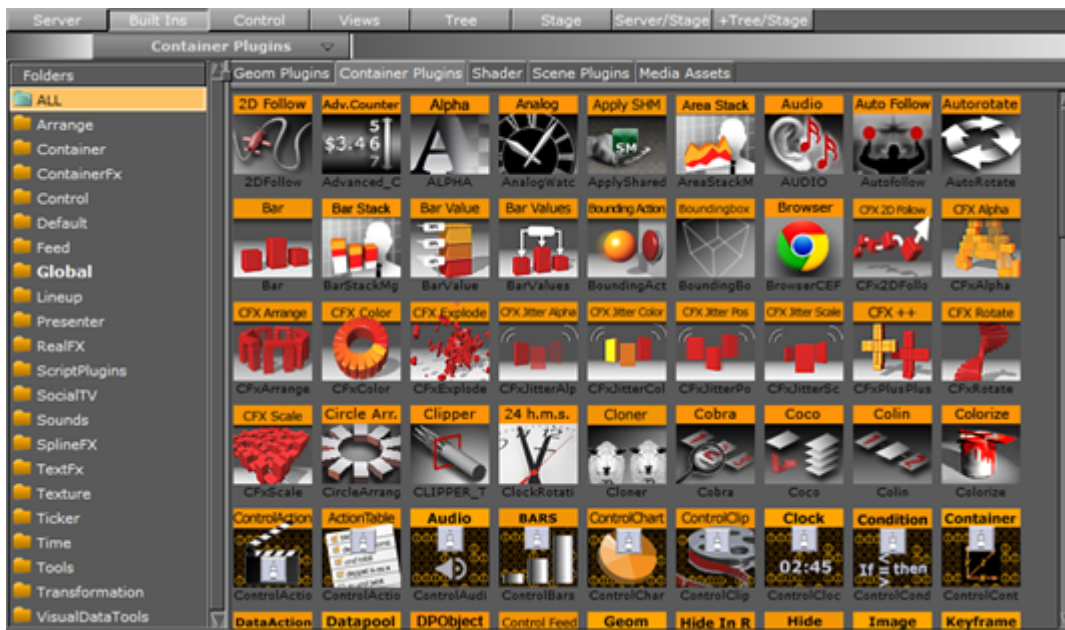 Server Built Ins Control Views Tree Stage Server/Stage +Tree/Stage
Container Plugins
Folders
Geom Plugins Container Plugins Shader Scene Plugins Media Assets
ALL
Arrange
Container
ContainerFx
Control
Default
Feed
Global
Lineup
Presenter
RealFX
ScriptPlugins
SocialTV
Sounds
SplineFX
TextFx
Texture
Ticker
Time
Tools
Transformation
VisualDataTools
2D Follow Adv.Counter Alpha Analog Apply SHM Area Stack Audio Auto Follow Autorotate
$3.46 5 7 A SM
2DFollow Advanced_C ALPHA AnalogWatc ApplyShared AreaStackM AUDIO Autofollow AutoRotate
Bar Bar Stack Bar Value Bar Values Bounding Action Boundingbox Browser CFX 2D Follow CFX Alpha
Bar BarStackMg BarValue BarValues BoundingAct BoundingBo BrowserCEF CFx2DFollo CFxAlpha
CFX Arrange CFX Color CFX Explode CFX Jitter Alpha CFX Jitter Color CFX Jitter Pos CFX Jitter Scale CFX ++ CFX Rotate
CFxArrange CFxColor CFxExplode CFxJitterAlp CFxJitterCol CFxJitterPo CFxJitterSc CFxPlusPlus CFxRotate
CFX Scale Circle Arr. Clipper 24 h.m.s. Cloner Cobra Coco Colin Colorize
CFxScale CircleArrang CLIPPER_T ClockRotati Cloner Cobra Coco Colin Colorize
ControlAction ActionTable Audio BARS ControlChart ControlClip Clock Condition Container
02:45 If then
ControlActio ControlActio ControlAudi ControlBars ControlChar ControlClip ControlCloc ControlCond ControlCont
DataAction Datapool DPObject Control Feed Geom Hide In R Hide Image Keyframe